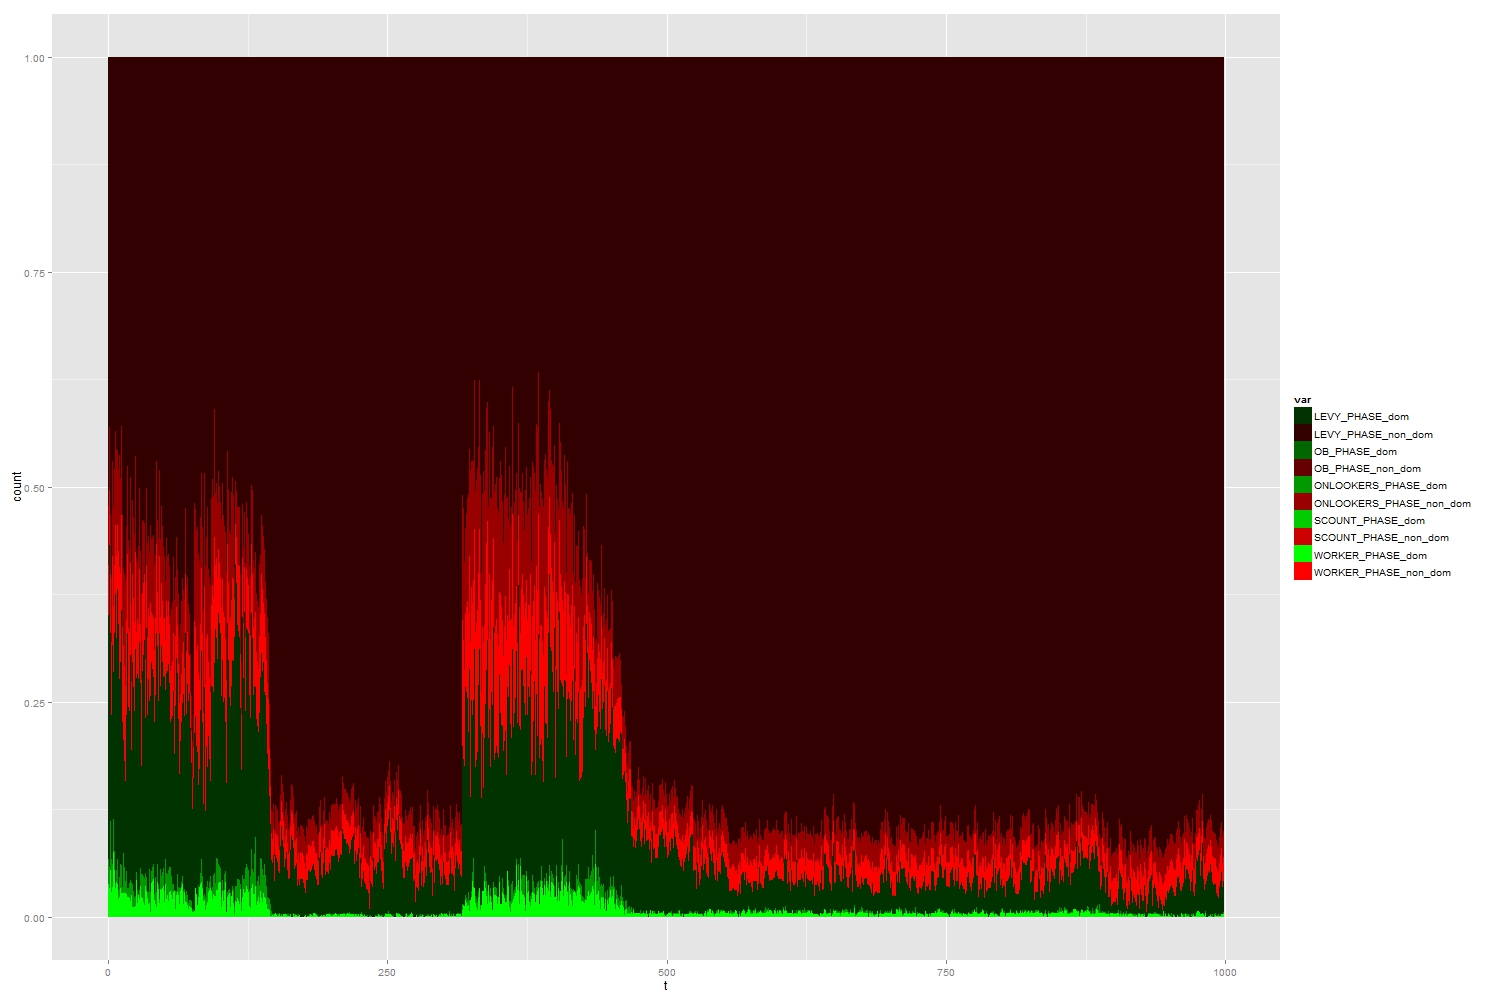 1.00
0.75
0.50
0.25
0.00
count
0
250
500
750
1000
t
var
LEVY_PHASE_dom
LEVY_PHASE_non_dom
OB_PHASE_dom
OB_PHASE_non_dom
ONLOOKERS_PHASE_dom
ONLOOKERS_PHASE_non_dom
SCOUNT_PHASE_dom
SCOUNT_PHASE_non_dom
WORKER_PHASE_dom
WORKER_PHASE_non_dom